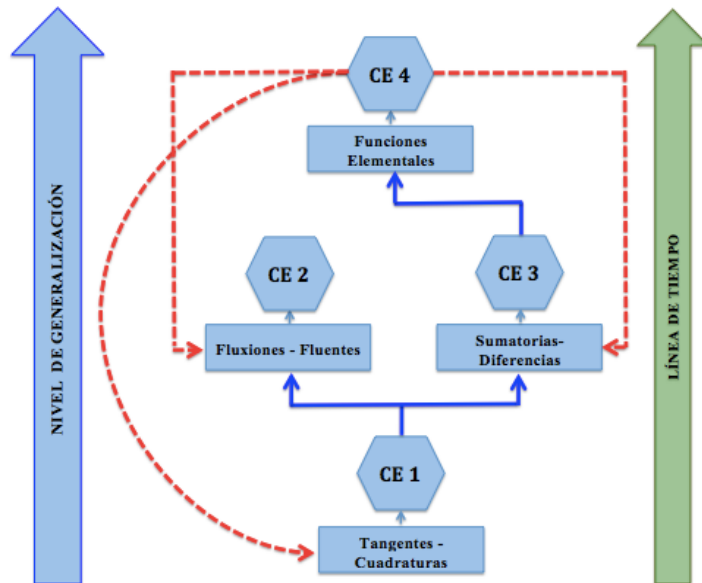 CE 4
Funciones
Elementales
CE 2
CE 3
Fluxiones - Fluentes
Sumatorias-
Diferencias
CE 1
Tangentes -
Cuadraturas
NIVEL DE GENERALIZACIÓN
LÍNEA DE TIEMPO